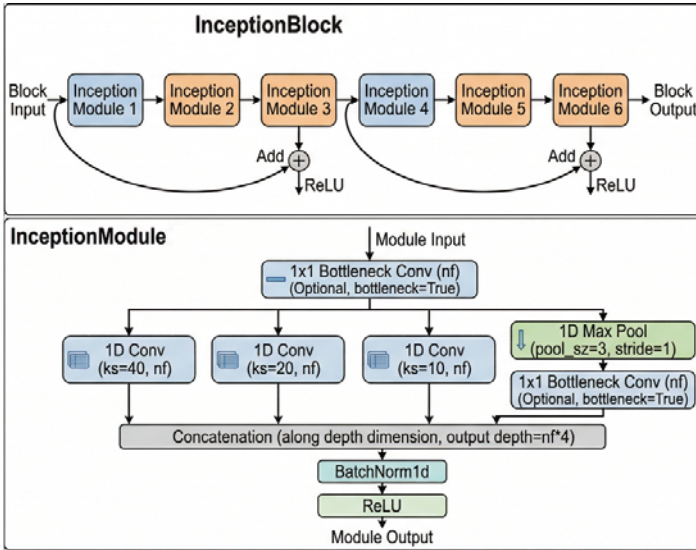 InceptionBlock
Block
Input
Inception
Module 1
Inception
Module 2
Inception
Module 3
Inception
Module 4
Inception
Module 5
Inception
Module 6
Block
Output
Add
+
ReLU
Add
+
ReLU
InceptionModule
Module Input
1x1 Bottleneck Conv (nf)
(Optional, bottleneck=True)
1D Conv
(ks=40, nf)
1D Conv
(ks=20, nf)
1D Conv
(ks=10, nf)
1D Max Pool
(pool_sz=3, stride=1)
1x1 Bottleneck Conv (nf)
(Optional, bottleneck=True)
Concatenation (along depth dimension, output depth=nf*4)
BatchNorm1d
ReLU
Module Output